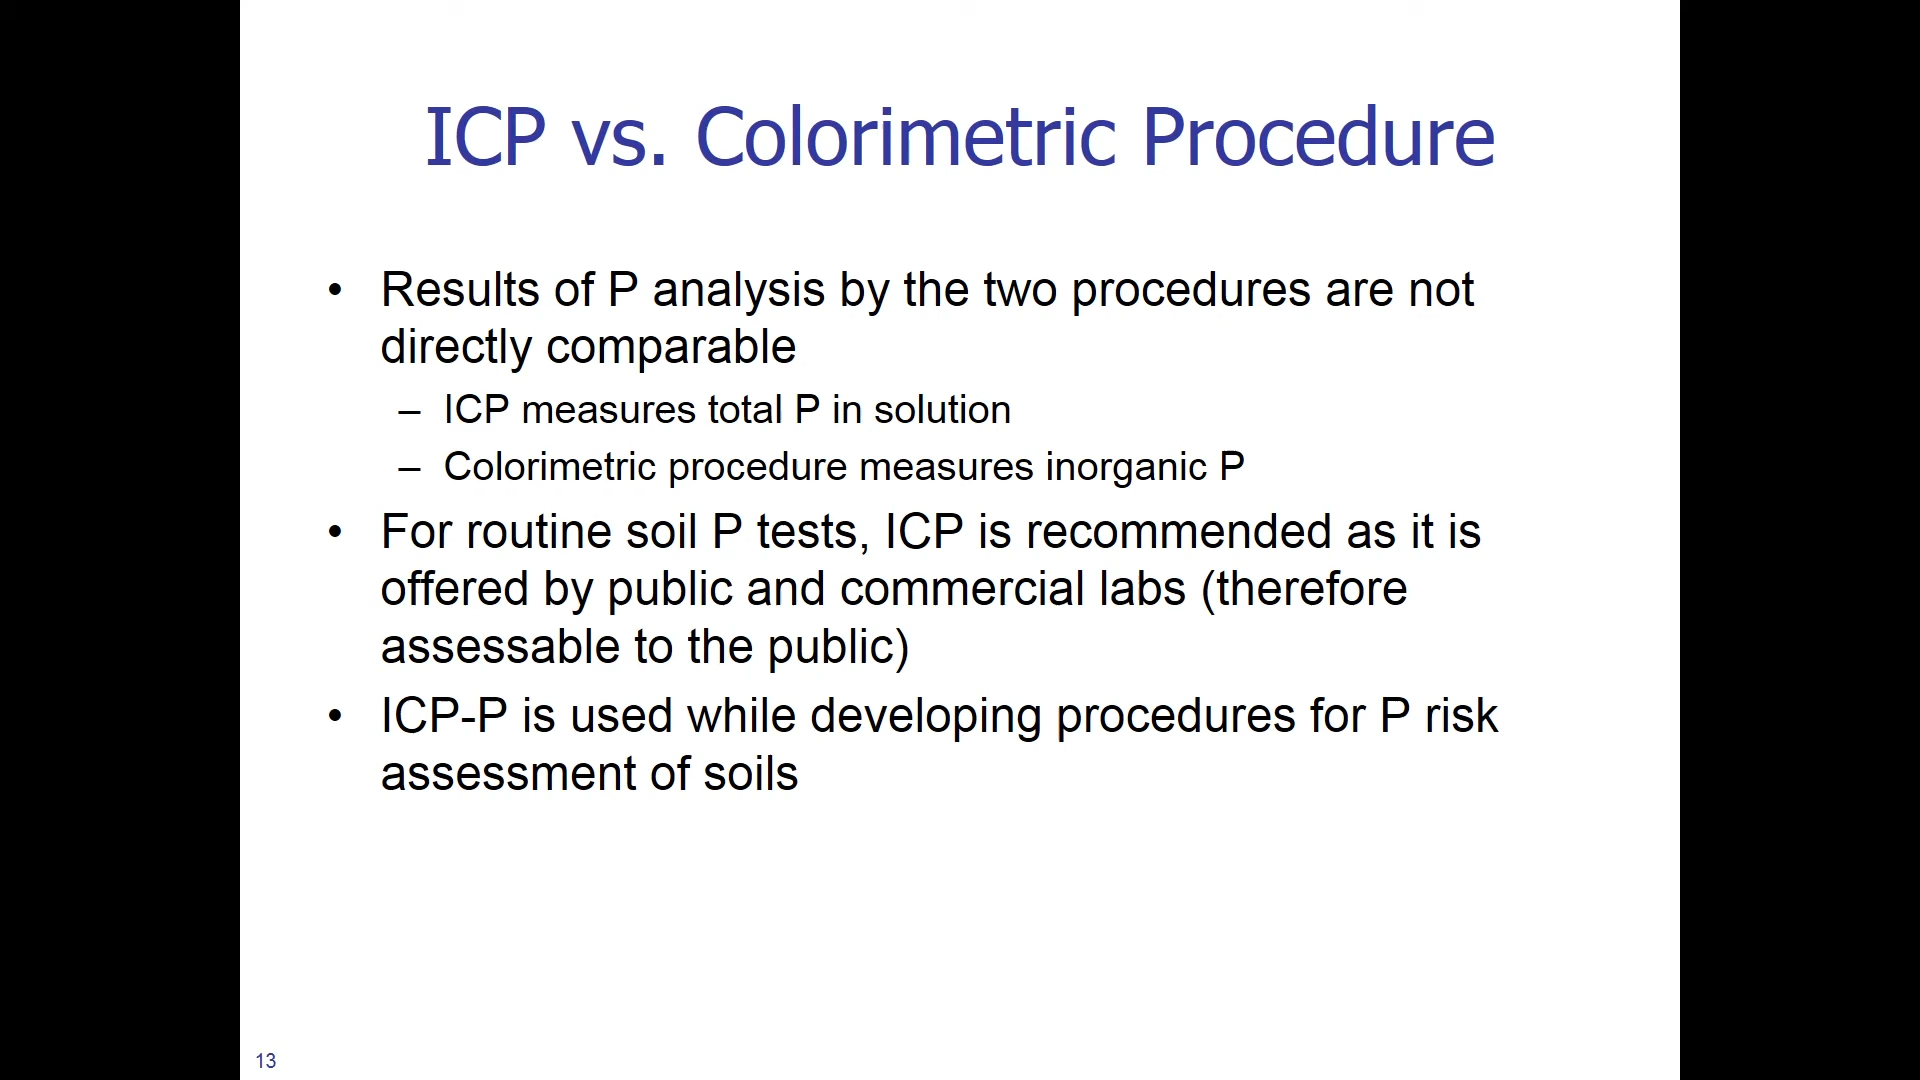 ICP vs. Colorimetric Procedure
• Results of P analysis by the two procedures are not
directly comparable
– ICP measures total P in solution
– Colorimetric procedure measures inorganic P
• For routine soil P tests, ICP is recommended as it is
offered by public and commercial labs (therefore
assessable to the public)
• ICP-P is used while developing procedures for P risk
assessment of soils
13